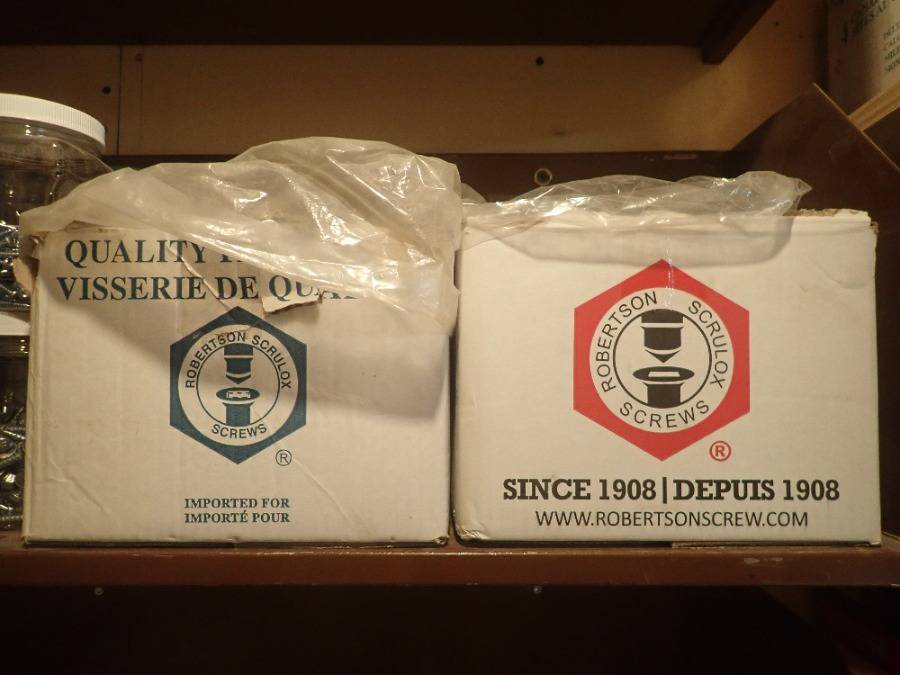 QUALITY
VISSERIE DE
ROBERTSON SCRULOX
SCREWS
®
IMPORTED FOR
IMPORTÉ POUR
ROBERTSON SCRULOX
SCREWS
®
SINCE 1908 | DEPUIS 1908
WWW.ROBERTSONSCREW.COM